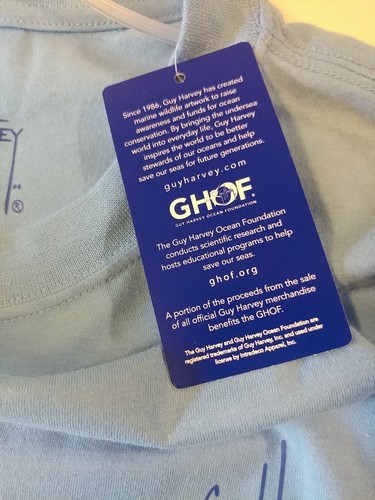 Since 1986, Guy Harvey has created
marine wildlife artwork to raise
awareness and funds for ocean
conservation. By bringing the undersea
world into everyday life, Guy Harvey
inspires the world to be better
stewards of our oceans and help
save our seas for future generations.
guyharvey.com
GHOF®
GUY HARVEY OCEAN FOUNDATION
The Guy Harvey Ocean Foundation
conducts scientific research and
hosts educational programs to help
save our seas.
ghof.org
A portion of the proceeds from the sale
of all official Guy Harvey merchandise
benefits the GHOF.
The Guy Harvey and Guy Harvey Ocean Foundation are
registered trademarks of Guy Harvey, Inc. and used under
license by Intradeco Apparel, Inc.
EY
®